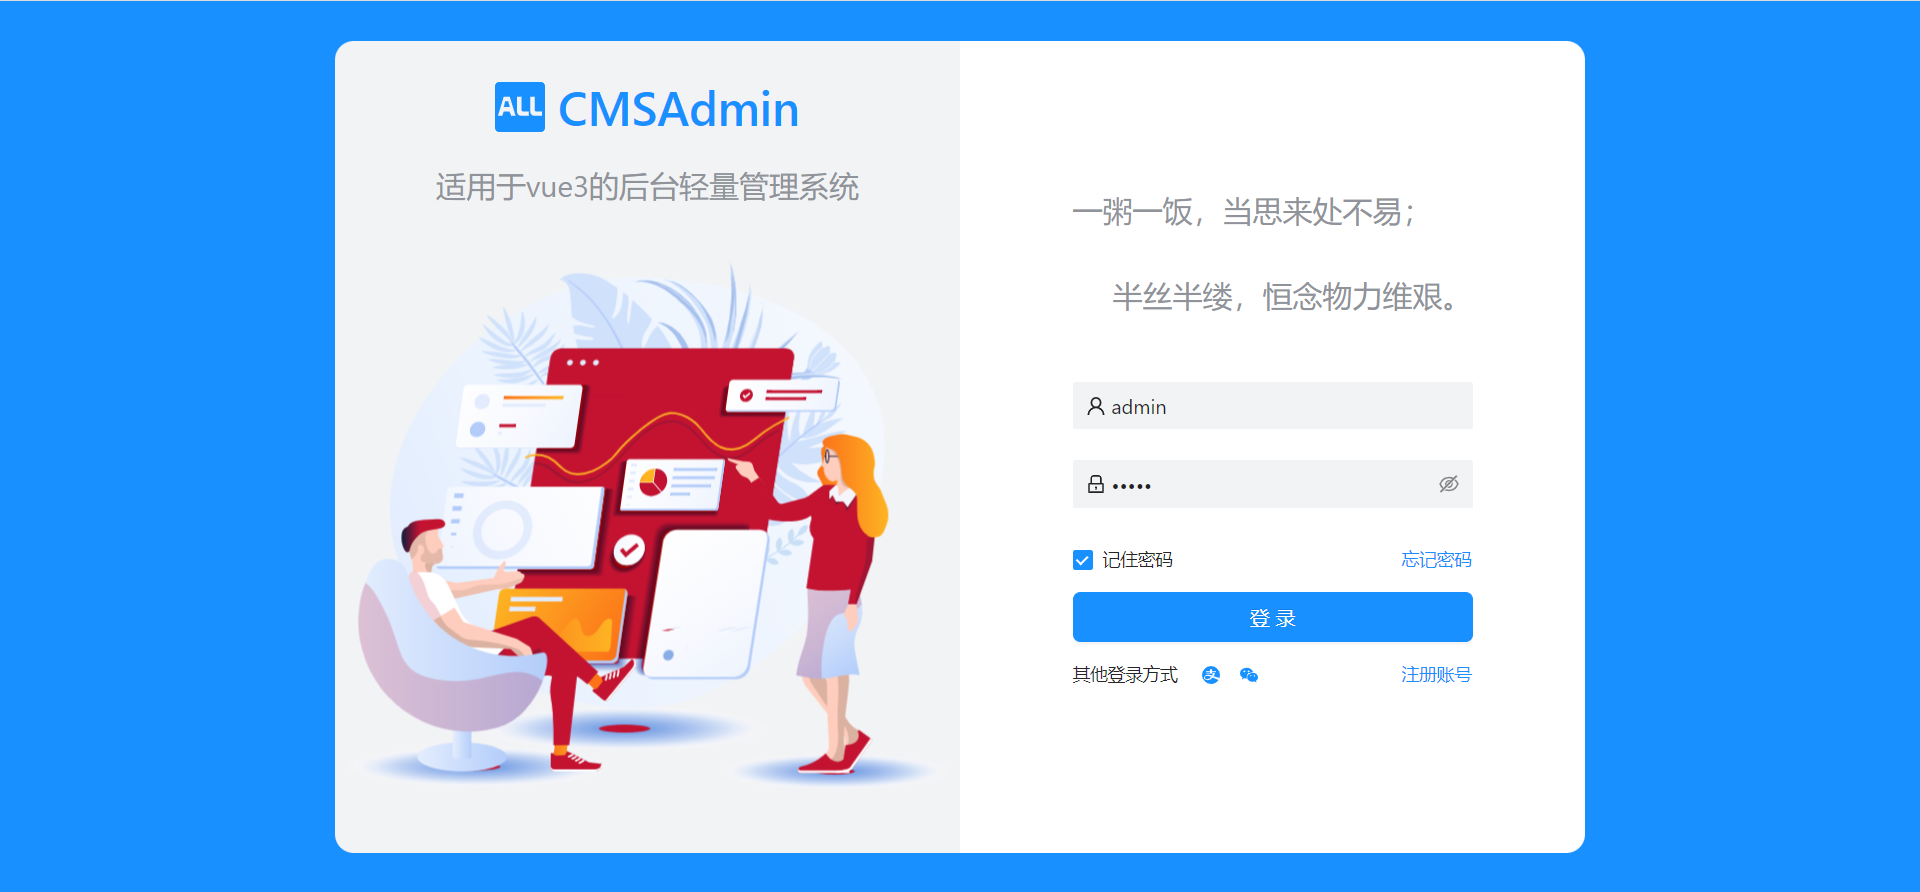 ALL CMSAdmin
适用于vue3的后台轻量管理系统
一粥一饭，当思来处不易；
半丝半缕，恒念物力维艰。
admin
•••••
记住密码 忘记密码
登 录
其他登录方式 支 注册账号